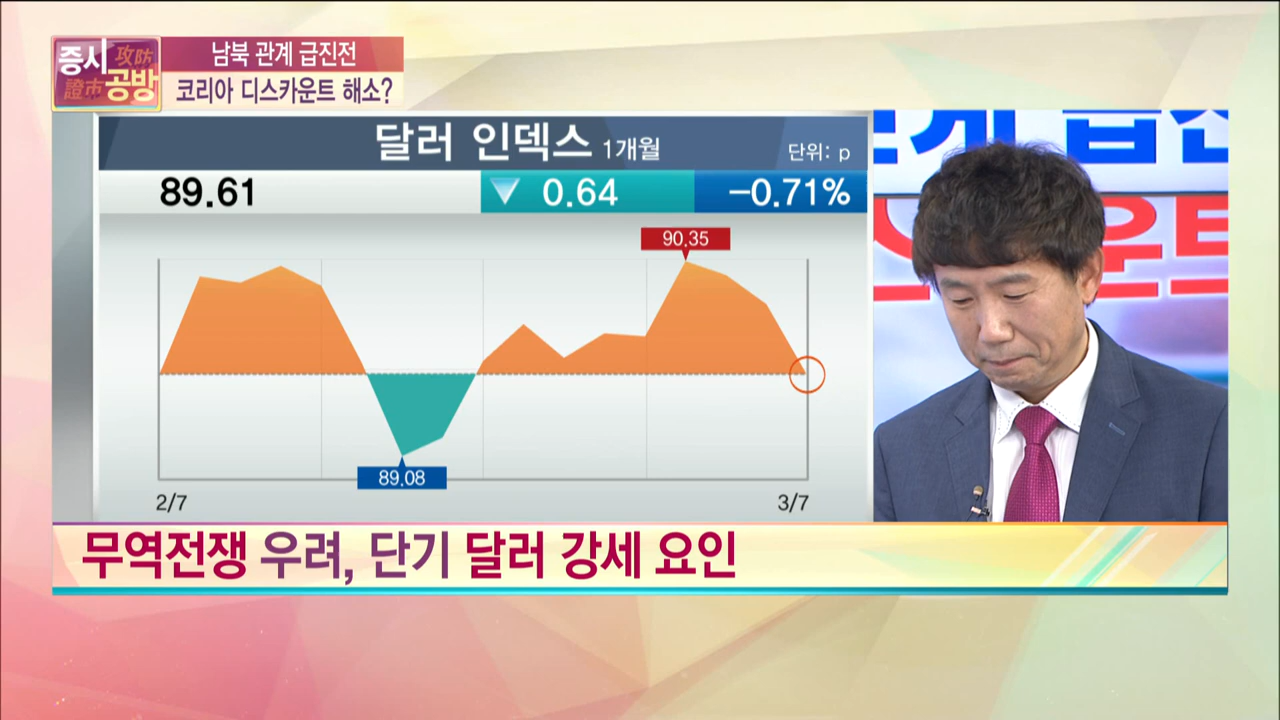 증시 攻防
證市 공방
남북 관계 급진전
코리아 디스카운트 해소?
달러 인덱스 1개월
단위: p
89.61 ▼ 0.64 -0.71%
90.35
89.08
2/7 3/7
무역전쟁 우려, 단기 달러 강세 요인